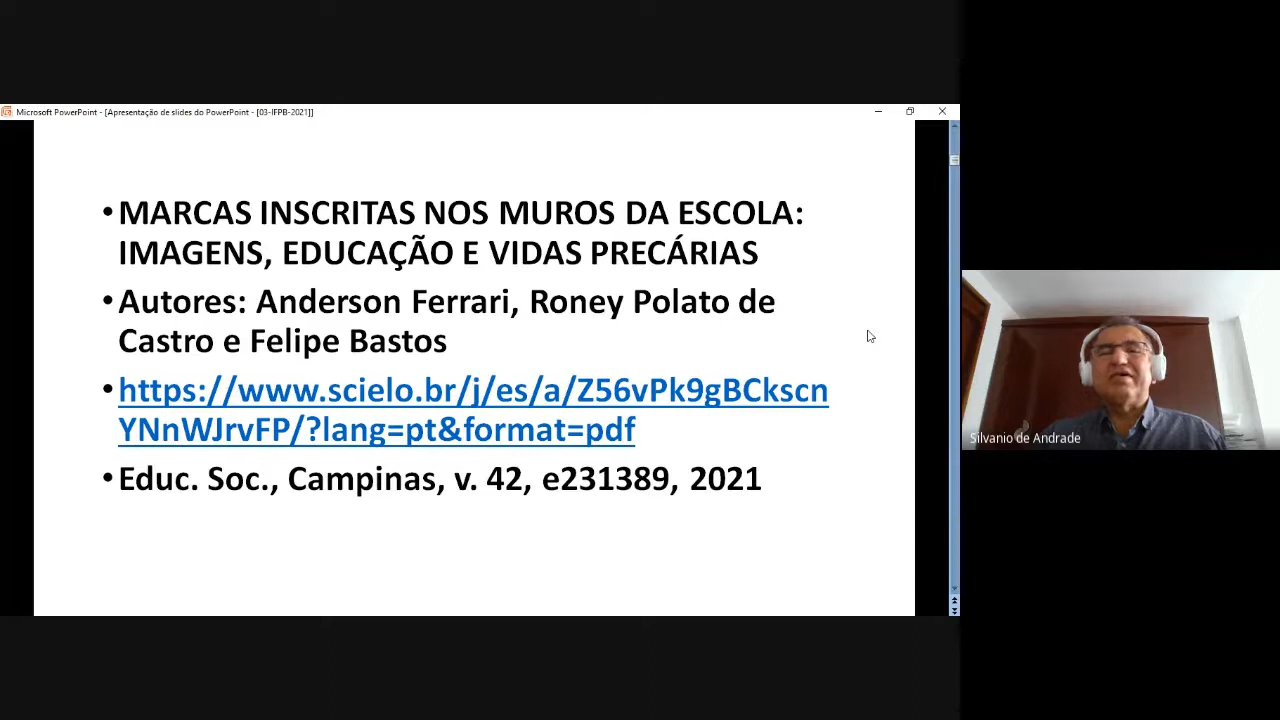 Microsoft PowerPoint - [Apresentação de slides do PowerPoint - [03-IFPB-2021]]
• MARCAS INSCRITAS NOS MUROS DA ESCOLA:
IMAGENS, EDUCAÇÃO E VIDAS PRECÁRIAS
• Autores: Anderson Ferrari, Roney Polato de
Castro e Felipe Bastos
• https://www.scielo.br/j/es/a/Z56vPk9gBCkscn
YNnWJrvFP/?lang=pt&format=pdf
• Educ. Soc., Campinas, v. 42, e231389, 2021
Silvanio de Andrade